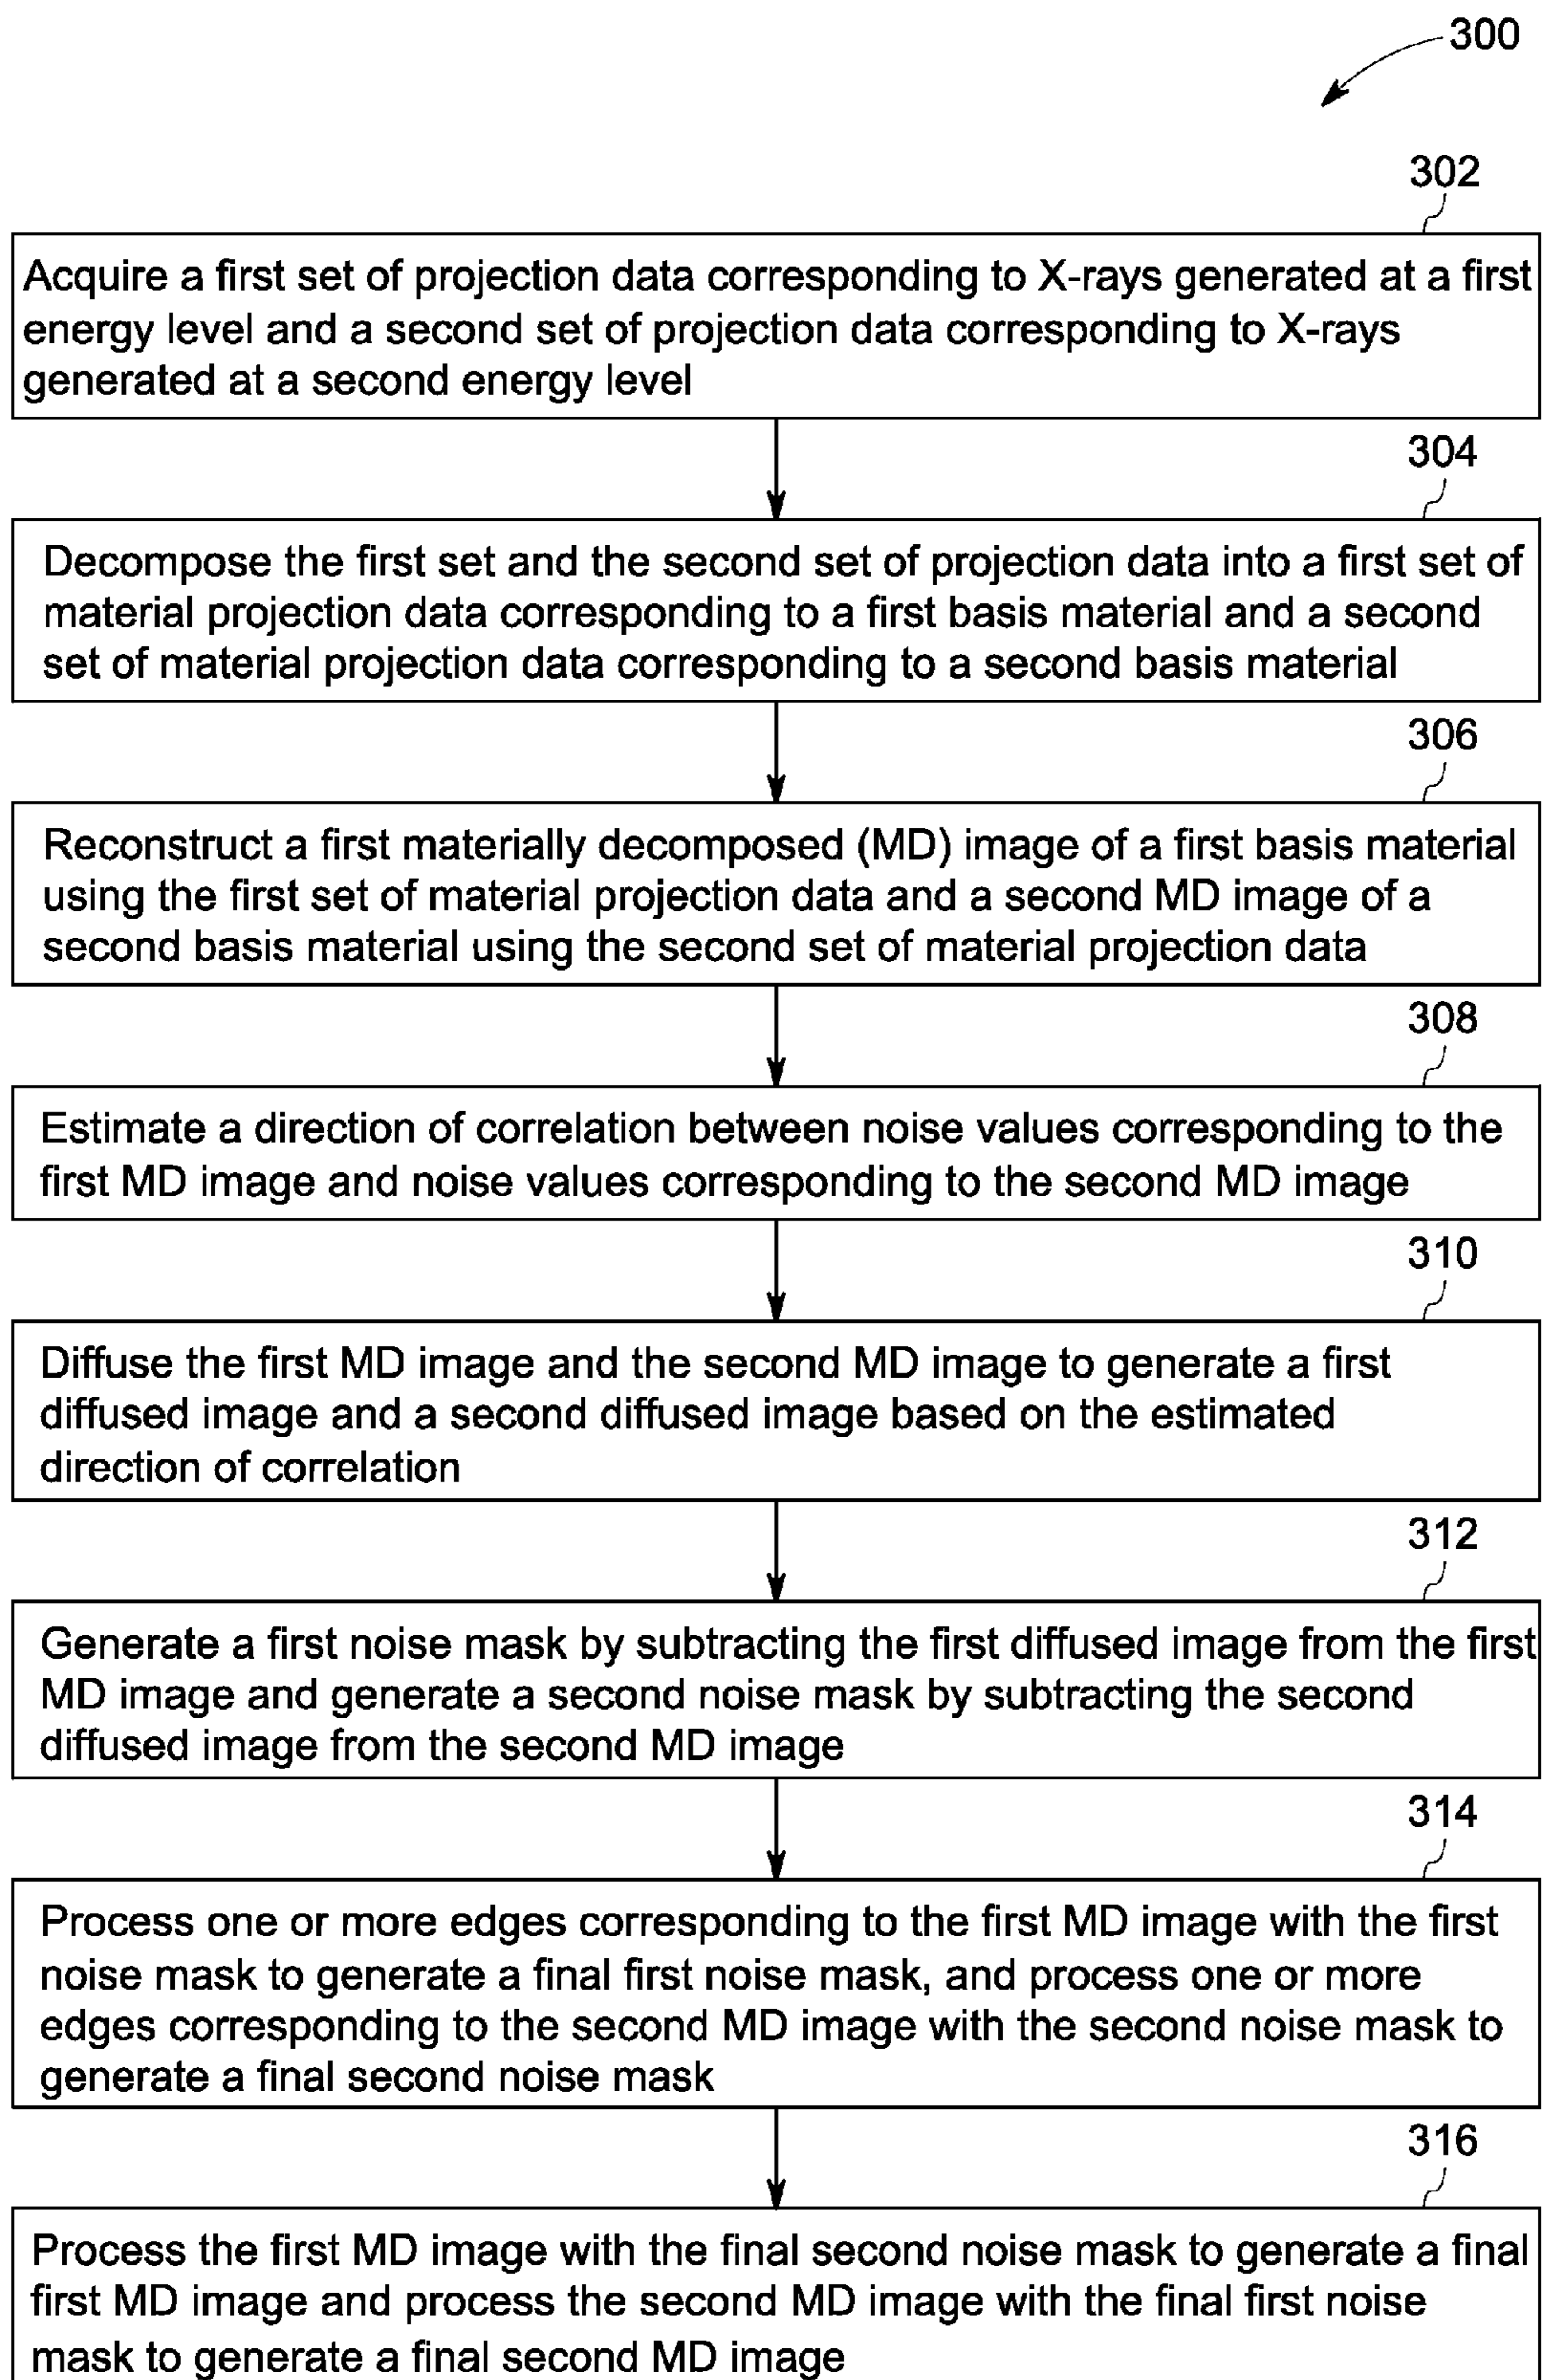 300
302
Acquire a first set of projection data corresponding to X-rays generated at a first
energy level and a second set of projection data corresponding to X-rays
generated at a second energy level
304
Decompose the first set and the second set of projection data into a first set of
material projection data corresponding to a first basis material and a second
set of material projection data corresponding to a second basis material
306
Reconstruct a first materially decomposed (MD) image of a first basis material
using the first set of material projection data and a second MD image of a
second basis material using the second set of material projection data
308
Estimate a direction of correlation between noise values corresponding to the
first MD image and noise values corresponding to the second MD image
310
Diffuse the first MD image and the second MD image to generate a first
diffused image and a second diffused image based on the estimated
direction of correlation
312
Generate a first noise mask by subtracting the first diffused image from the first
MD image and generate a second noise mask by subtracting the second
diffused image from the second MD image
314
Process one or more edges corresponding to the first MD image with the first
noise mask to generate a final first noise mask, and process one or more
edges corresponding to the second MD image with the second noise mask to
generate a final second noise mask
316
Process the first MD image with the final second noise mask to generate a final
first MD image and process the second MD image with the final first noise
mask to generate a final second MD image